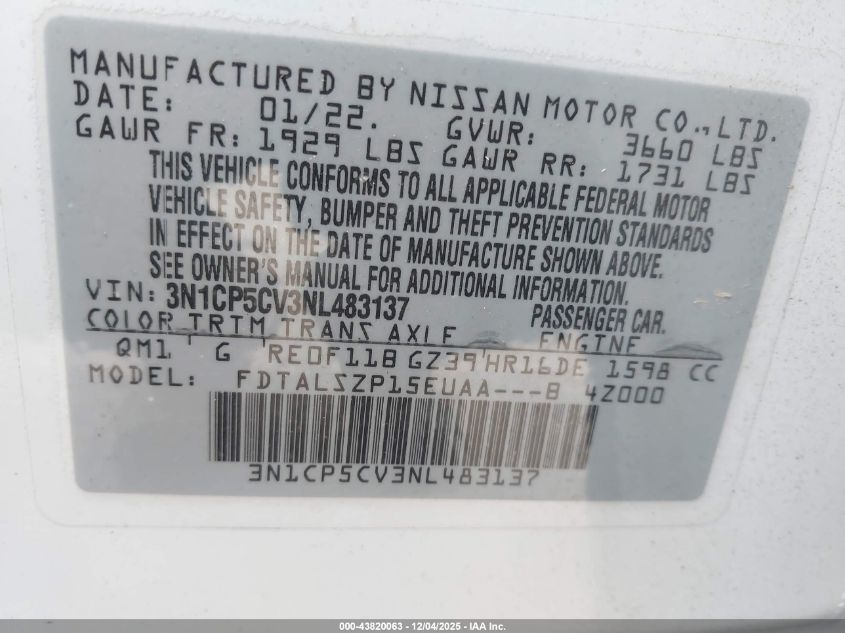 MANUFACTURED BY NISSAN MOTOR CO.,LTD.
DATE: 01/22. GVWR: 3660 LBS
GAWR FR: 1929 LBS GAWR RR: 1731 LBS
THIS VEHICLE CONFORMS TO ALL APPLICABLE FEDERAL MOTOR
VEHICLE SAFETY, BUMPER AND THEFT PREVENTION STANDARDS
IN EFFECT ON THE DATE OF MANUFACTURE SHOWN ABOVE.
SEE OWNER'S MANUAL FOR ADDITIONAL INFORMATION.
VIN: 3N1CP5CV3NL483137 PASSENGER CAR.
COLOR TRIM TRANS AXLE ENGINE
QM1 G RE0F11B GZ39 HR16DE 1598 CC
MODEL: FDTALSZP15EUAA---B 4Z000
3N1CP5CV3NL483137
000-43820063 - 12/04/2025 - IAA Inc.